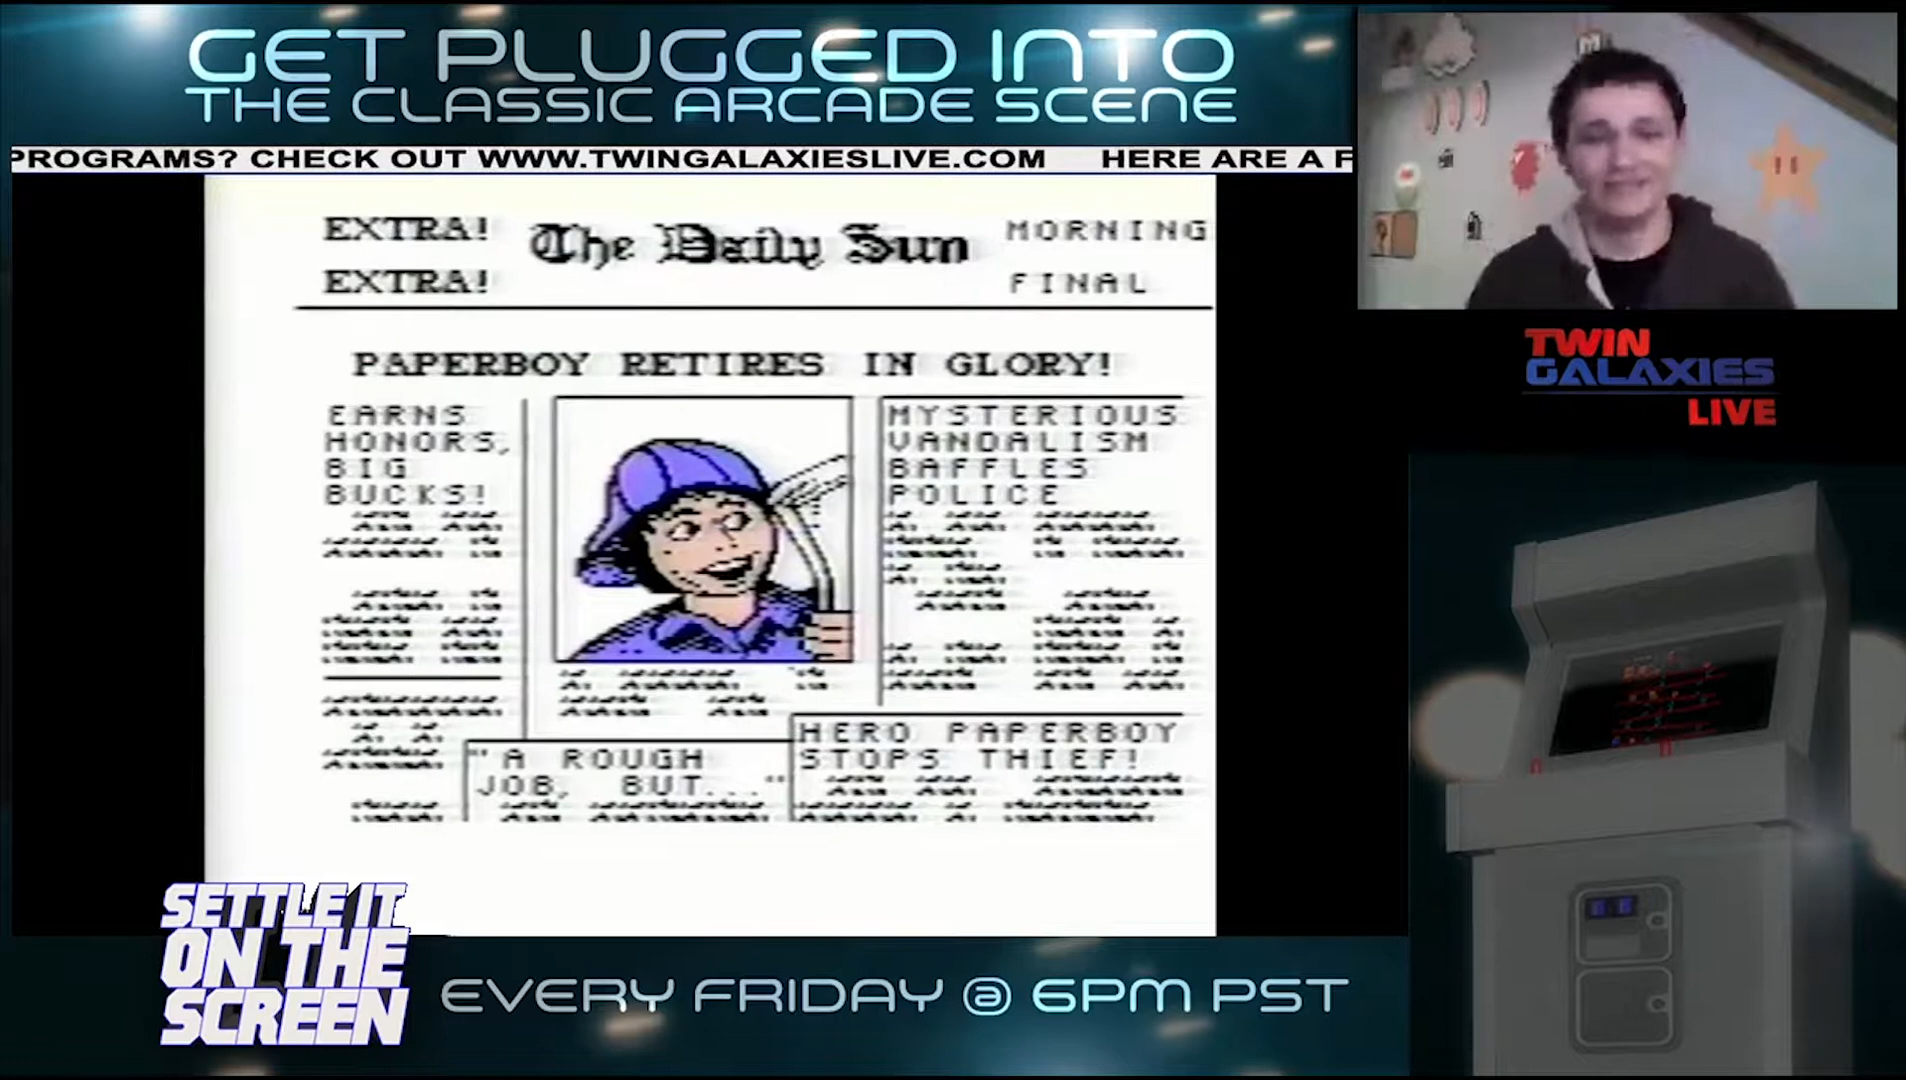 GET PLUGGED INTO
THE CLASSIC ARCADE SCENE
PROGRAMS? CHECK OUT WWW.TWINGALAXIESLIVE.COM HERE ARE A F
EXTRA!
EXTRA!
The Daily Sun
MORNING
FINAL
PAPERBOY RETIRES IN GLORY!
EARNS
HONORS,
BIG
BUCKS!
MYSTERIOUS
VANDALISM
BAFFLES
POLICE
"A ROUGH
JOB, BUT..."
HERO PAPERBOY
STOPS THIEF!
TWIN
GALAXIES
LIVE
SETTLE IT
ON THE
SCREEN
EVERY FRIDAY @ 6PM PST